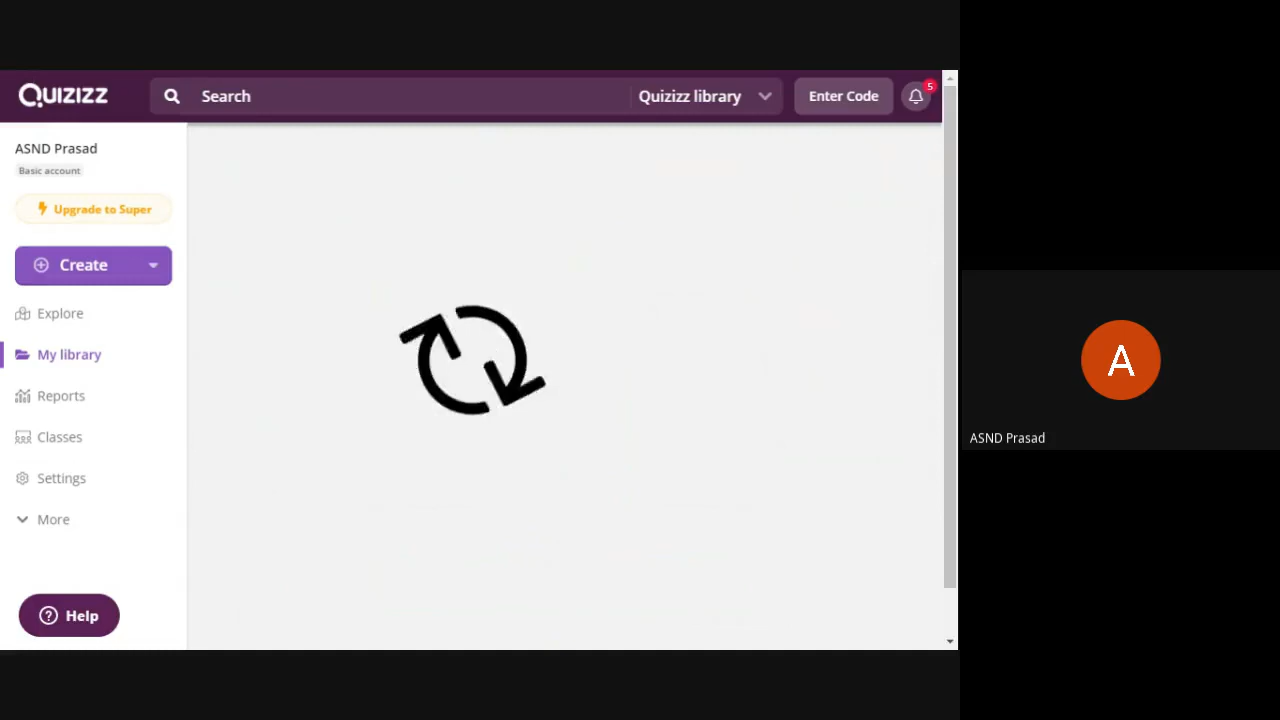 QUIZIZZ
Search
Quizizz library
Enter Code
5
ASND Prasad
Basic account
Upgrade to Super
Create
Explore
My library
Reports
Classes
Settings
More
Help
A
ASND Prasad